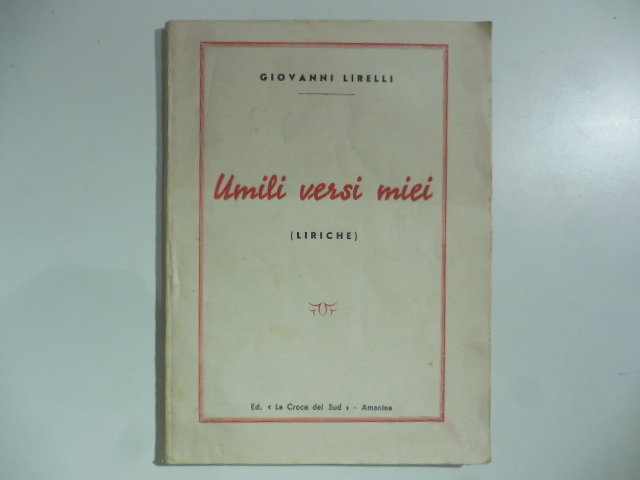 GIOVANNI LIRELLI
Umili versi miei
(LIRICHE)
Ed. « La Croce del Sud » - Amantea